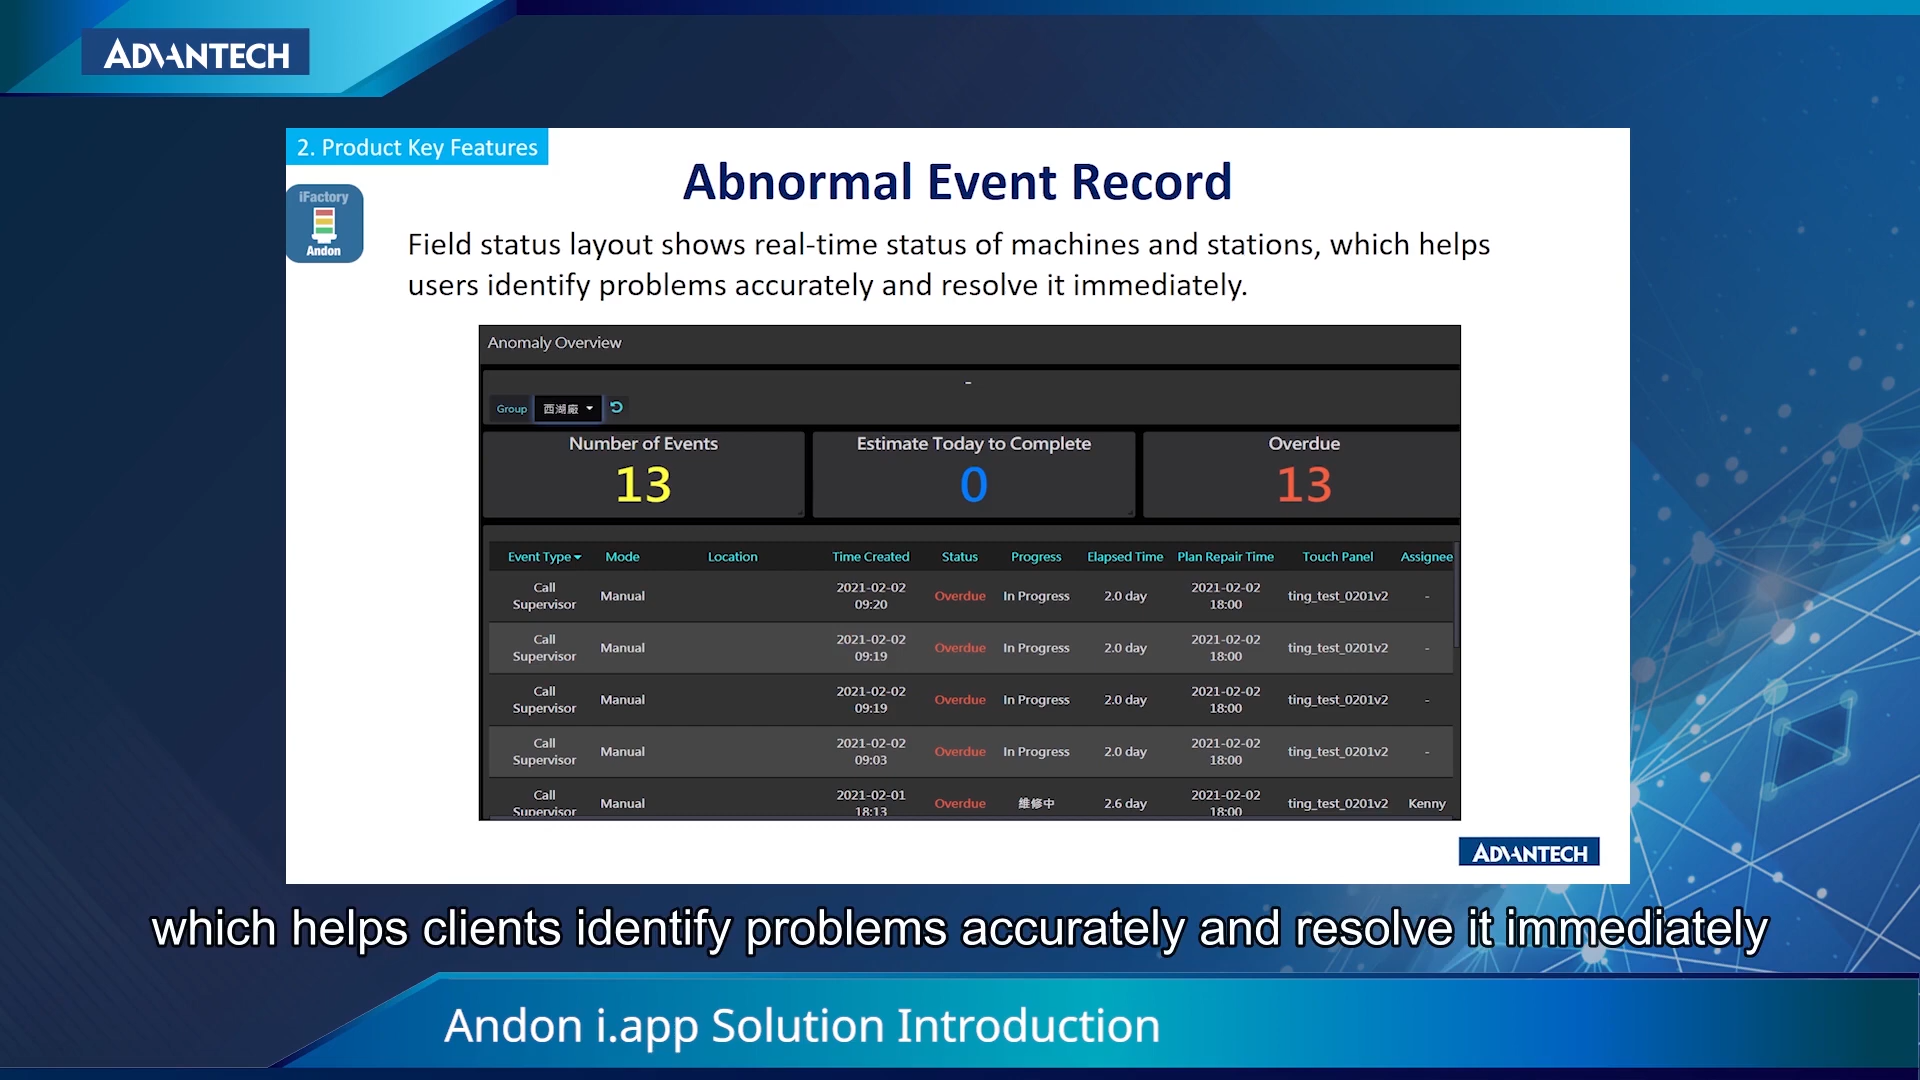 ADVANTECH
2. Product Key Features
iFactory
Andon
Abnormal Event Record
Field status layout shows real-time status of machines and stations, which helps
users identify problems accurately and resolve it immediately.
Anomaly Overview
-
Group 西湖廠
Number of Events Estimate Today to Complete Overdue
13 0 13
Event Type Mode Location Time Created Status Progress Elapsed Time Plan Repair Time Touch Panel Assignee
Call Supervisor Manual 2021-02-02 09:20 Overdue In Progress 2.0 day 2021-02-02 18:00 ting_test_0201v2 -
Call Supervisor Manual 2021-02-02 09:19 Overdue In Progress 2.0 day 2021-02-02 18:00 ting_test_0201v2 -
Call Supervisor Manual 2021-02-02 09:19 Overdue In Progress 2.0 day 2021-02-02 18:00 ting_test_0201v2 -
Call Supervisor Manual 2021-02-02 09:03 Overdue In Progress 2.0 day 2021-02-02 18:00 ting_test_0201v2 -
Call Supervisor Manual 2021-02-01 18:13 Overdue 維修中 2.6 day 2021-02-02 18:00 ting_test_0201v2 Kenny
ADVANTECH
which helps clients identify problems accurately and resolve it immediately
Andon i.app Solution Introduction